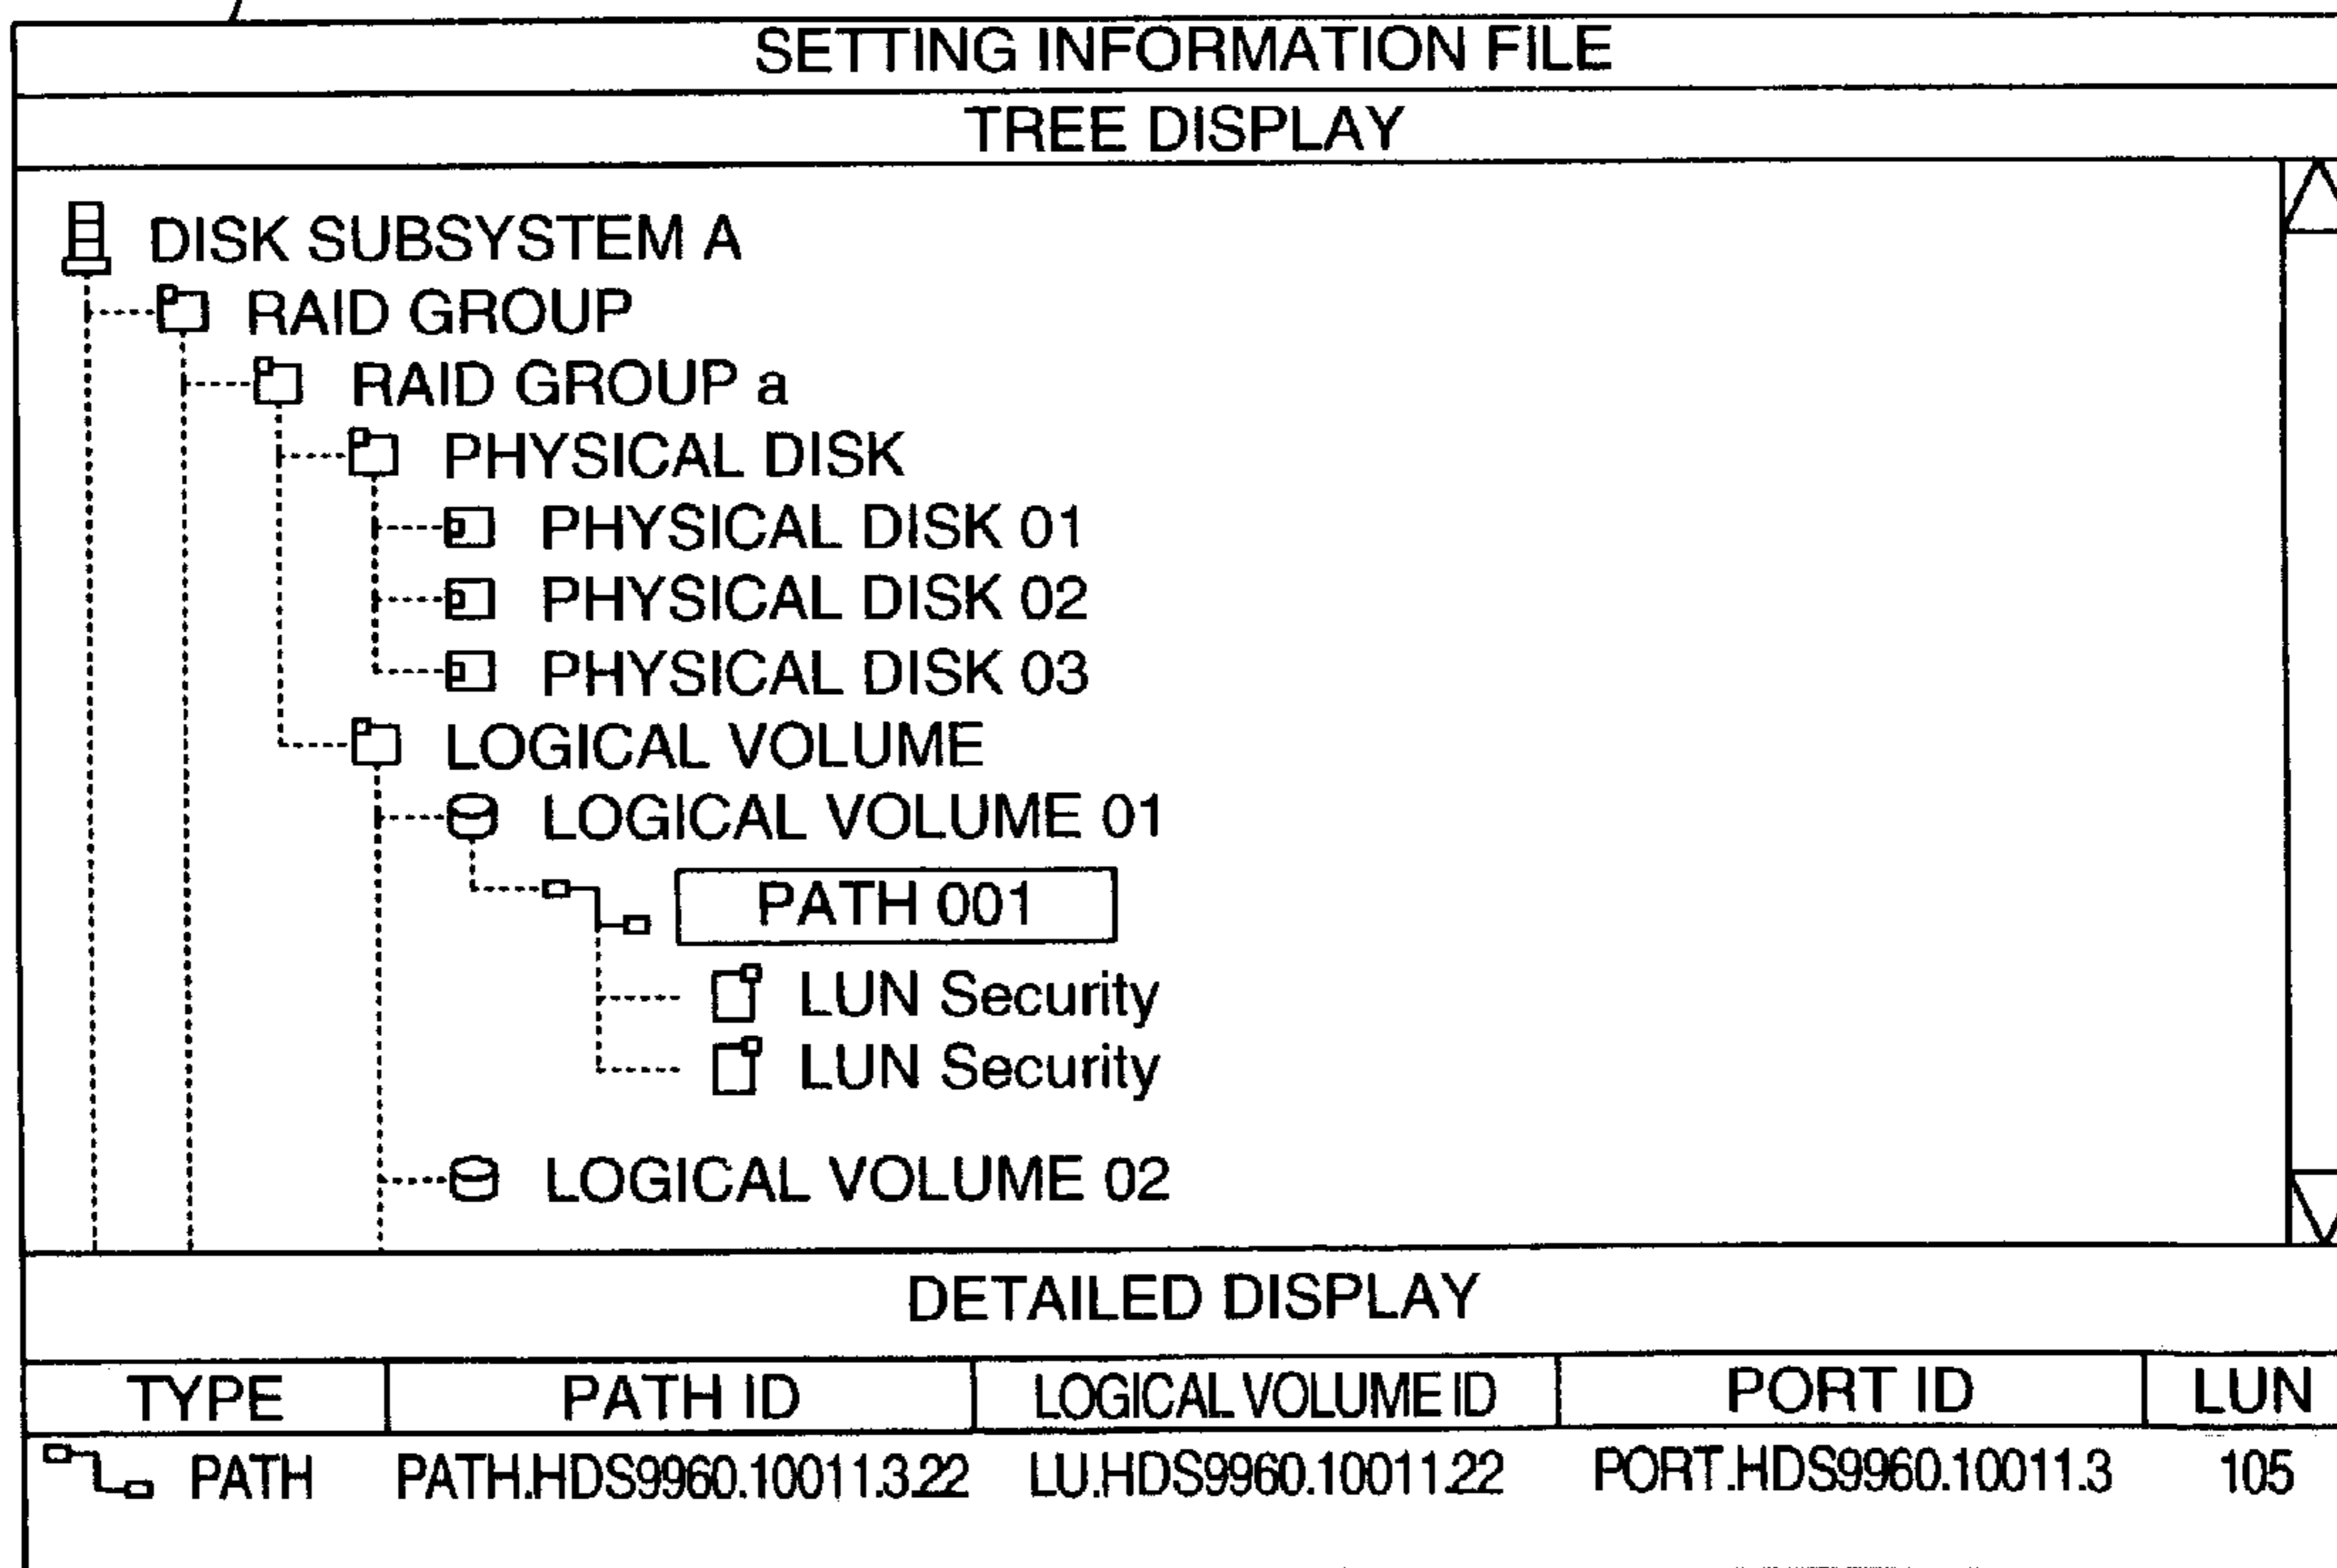 SETTING INFORMATION FILE
TREE DISPLAY
DISK SUBSYSTEM A
RAID GROUP
RAID GROUP a
PHYSICAL DISK
PHYSICAL DISK 01
PHYSICAL DISK 02
PHYSICAL DISK 03
LOGICAL VOLUME
LOGICAL VOLUME 01
PATH 001
LUN Security
LUN Security
LOGICAL VOLUME 02
DETAILED DISPLAY
TYPE PATH ID LOGICAL VOLUME ID PORT ID LUN
PATH PATH.HDS9960.10011.3.22 LU.HDS9960.10011.22 PORT.HDS9960.10011.3 105